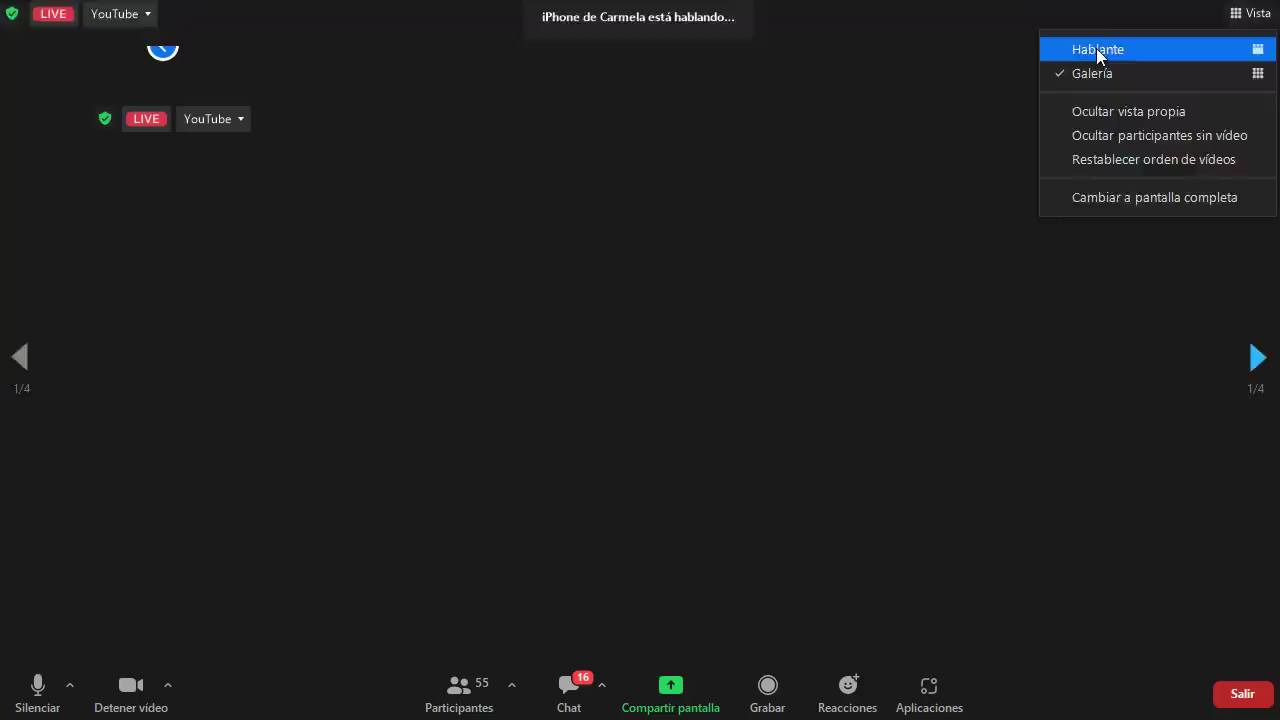 LIVE YouTube
iPhone de Carmela está hablando...
Vista
Hablante
Galería
LIVE YouTube
Ocultar vista propia
Ocultar participantes sin vídeo
Restablecer orden de vídeos
Cambiar a pantalla completa
1/4
1/4
55
16
Silenciar
Detener vídeo
Participantes
Chat
Compartir pantalla
Grabar
Reacciones
Aplicaciones
Salir